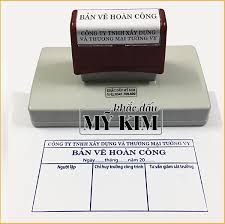 BẢN VẼ HOÀN CÔNG
CÔNG TY TNHH XÂY DỰNG
VÀ THƯƠNG MẠI TƯỜNG VY
khắc dấu
MỸ KIM
CÔNG TY TNHH XÂY DỰNG VÀ THƯƠNG MẠI TƯỜNG VY
BẢN VẼ HOÀN CÔNG
Ngày.....tháng.....năm 20....
Người lập
Chỉ huy trưởng công trình
Tư vấn giám sát trưởng